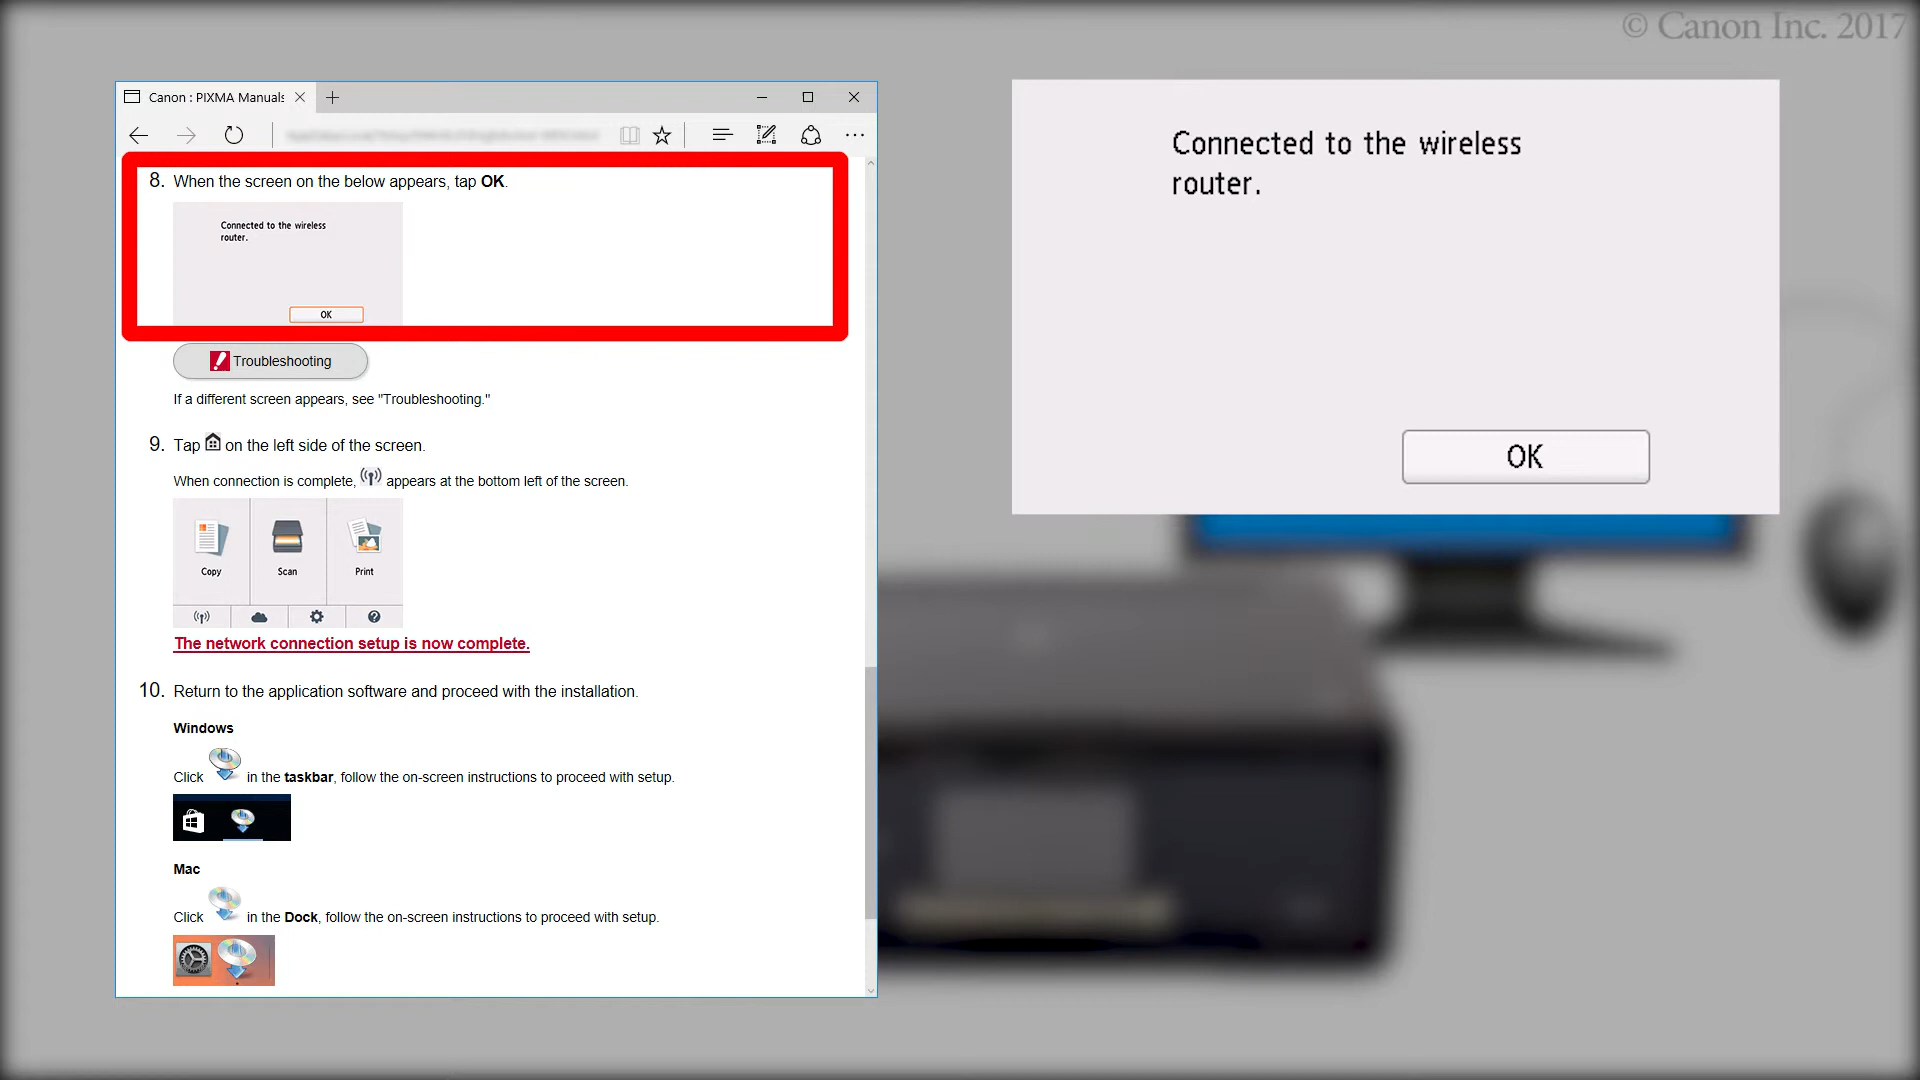 © Canon Inc. 2017
Canon : PIXMA Manuals
8. When the screen on the below appears, tap OK.
Connected to the wireless
router.
OK
Troubleshooting
If a different screen appears, see "Troubleshooting."
9. Tap on the left side of the screen.
When connection is complete, appears at the bottom left of the screen.
Copy Scan Print
The network connection setup is now complete.
10. Return to the application software and proceed with the installation.
Windows
Click in the taskbar, follow the on-screen instructions to proceed with setup.
Mac
Click in the Dock, follow the on-screen instructions to proceed with setup.
Connected to the wireless
router.
OK